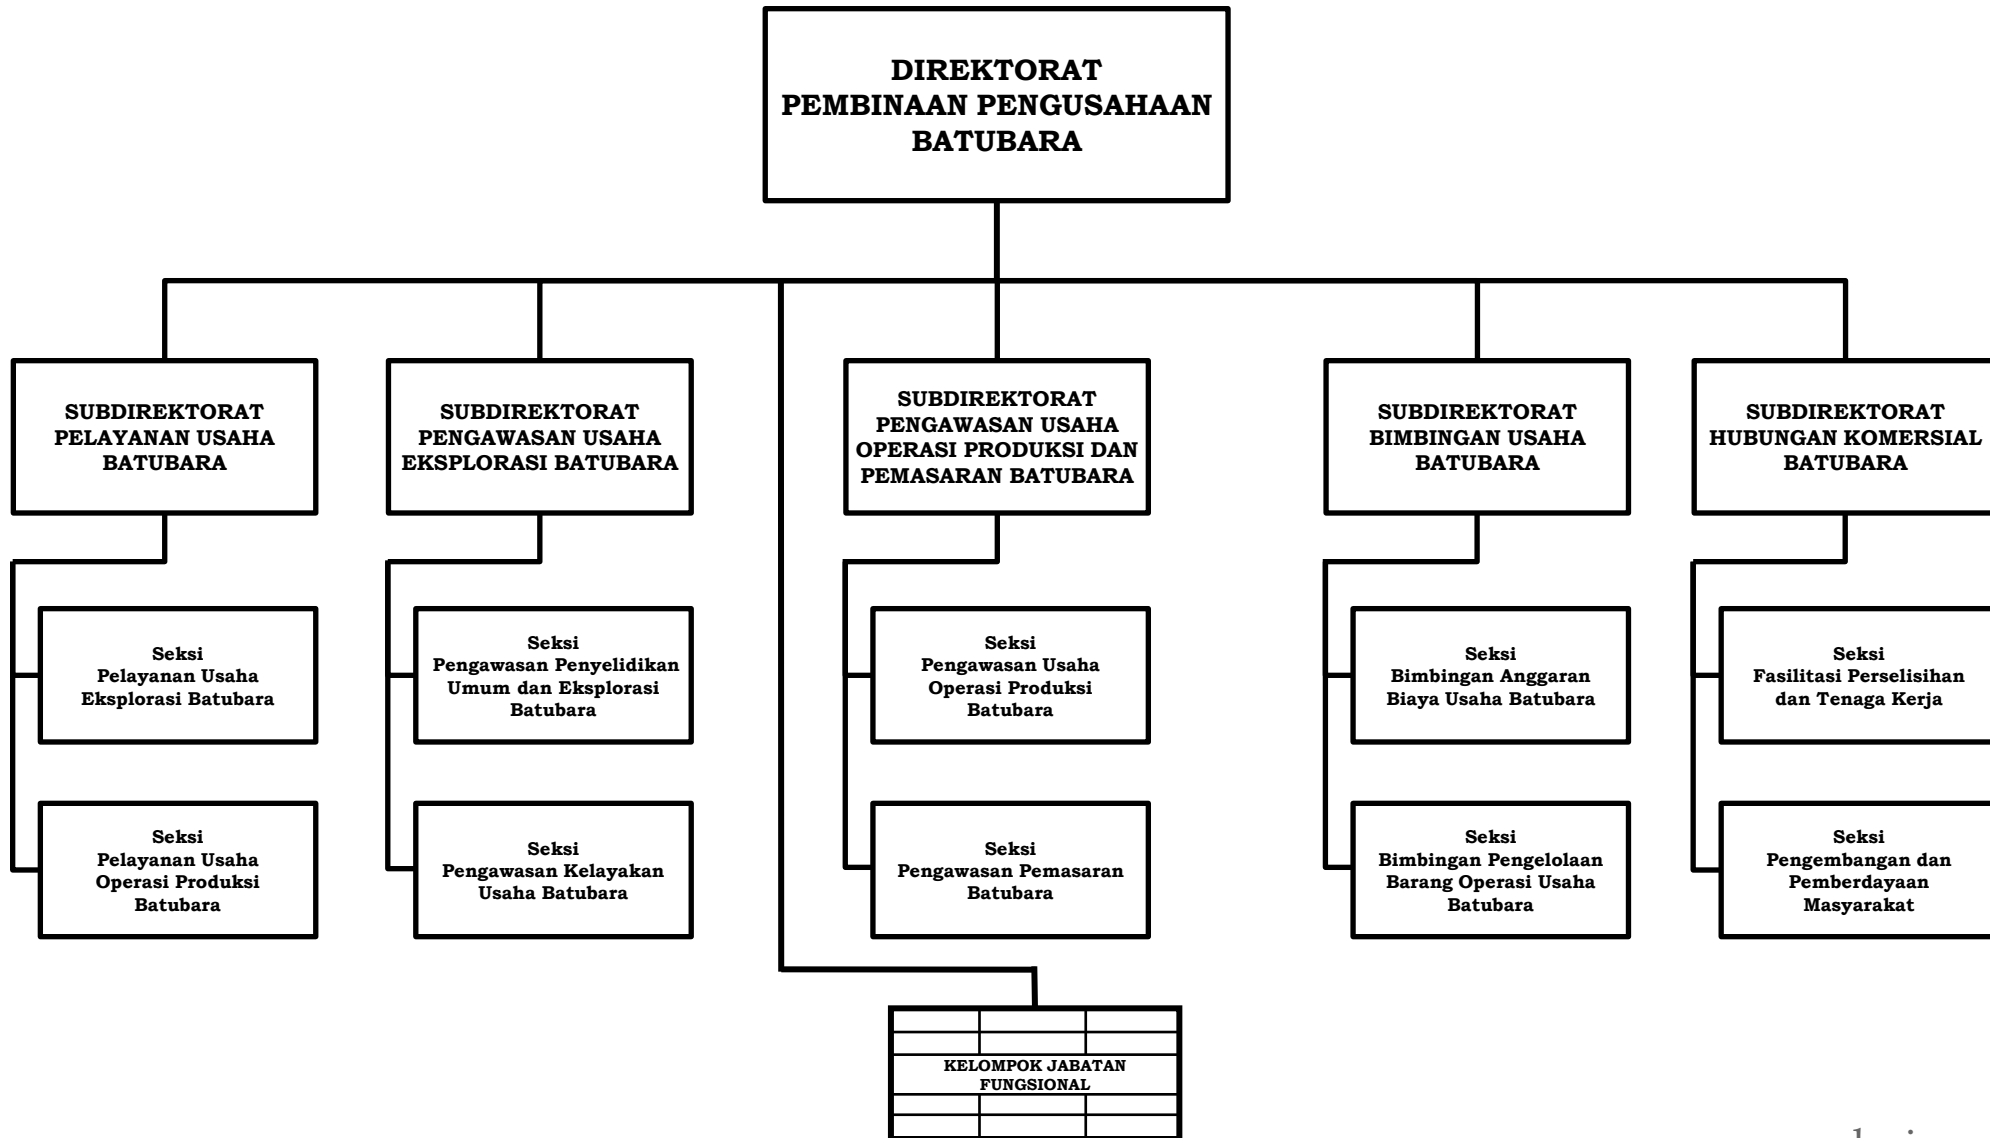 DIREKTORAT
PEMBINAAN PENGUSAHAAN
BATUBARA
SUBDIREKTORAT
PELAYANAN USAHA
BATUBARA
SUBDIREKTORAT
PENGAWASAN USAHA
EKSPLORASI BATUBARA
SUBDIREKTORAT
PENGAWASAN USAHA
OPERASI PRODUKSI DAN
PEMASARAN BATUBARA
SUBDIREKTORAT
BIMBINGAN USAHA
BATUBARA
SUBDIREKTORAT
HUBUNGAN KOMERSIAL
BATUBARA
Seksi
Pelayanan Usaha
Eksplorasi Batubara
Seksi
Pengawasan Penyelidikan
Umum dan Eksplorasi
Batubara
Seksi
Pengawasan Usaha
Operasi Produksi
Batubara
Seksi
Bimbingan Anggaran
Biaya Usaha Batubara
Seksi
Fasilitasi Perselisihan
dan Tenaga Kerja
Seksi
Pelayanan Usaha
Operasi Produksi
Batubara
Seksi
Pengawasan Kelayakan
Usaha Batubara
Seksi
Pengawasan Pemasaran
Batubara
Seksi
Bimbingan Pengelolaan
Barang Operasi Usaha
Batubara
Seksi
Pengembangan dan
Pemberdayaan
Masyarakat
KELOMPOK JABATAN
FUNGSIONAL